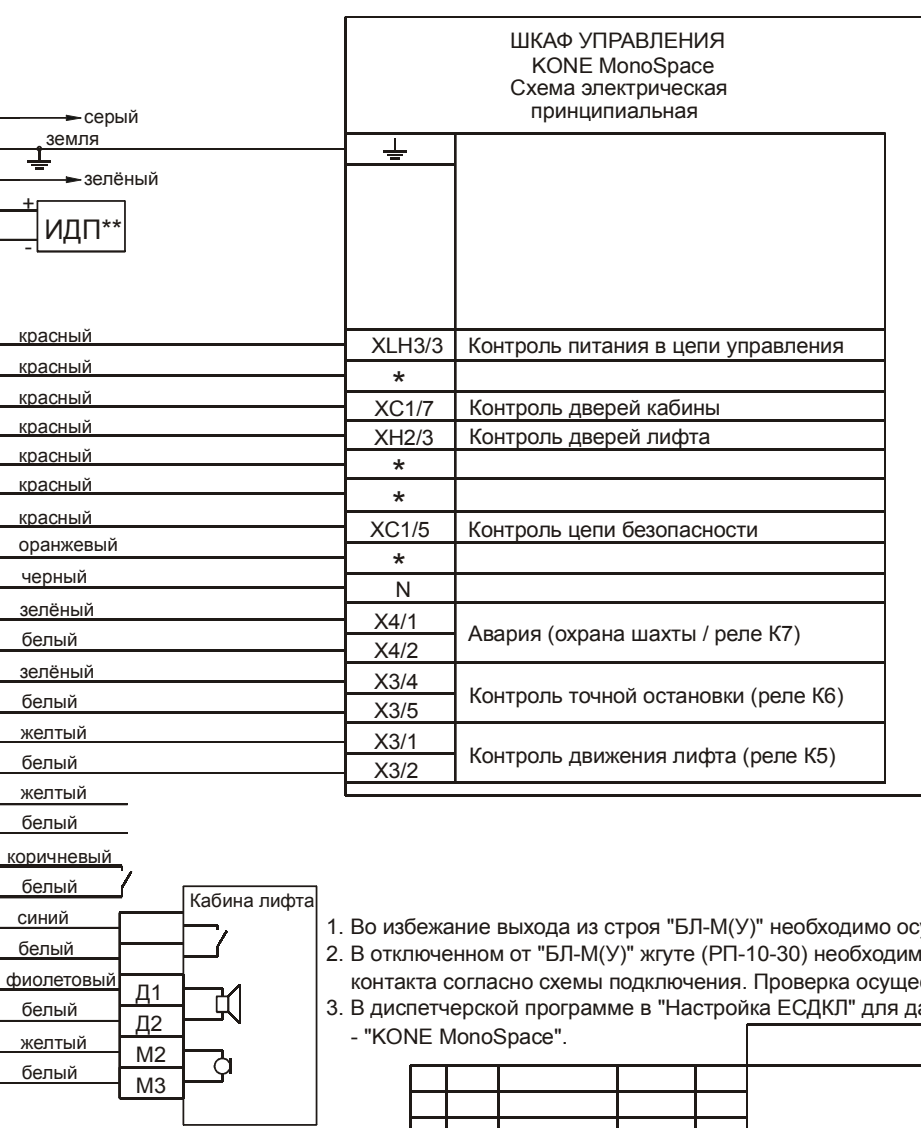 ШКАФ УПРАВЛЕНИЯ
KONE MonoSpace
Схема электрическая
принципиальная
серый
земля
зелёный
+
ИДП**
-
красный XLH3/3 Контроль питания в цепи управления
красный *
красный XC1/7 Контроль дверей кабины
красный XH2/3 Контроль дверей лифта
красный *
красный *
красный XC1/5 Контроль цепи безопасности
оранжевый *
черный N
зелёный X4/1
Авария (охрана шахты / реле К7)
белый X4/2
зелёный X3/4
Контроль точной остановки (реле К6)
белый X3/5
желтый X3/1
Контроль движения лифта (реле К5)
белый X3/2
желтый
белый
коричневый
белый
Кабина лифта
синий
белый
фиолетовый Д1
белый Д2
желтый М2
белый М3
1. Во избежание выхода из строя "БЛ-М(У)" необходимо ос
2. В отключенном от "БЛ-М(У)" жгуте (РП-10-30) необходим
контакта согласно схемы подключения. Проверка осуще
3. В диспетчерской программе в "Настройка ЕСДКЛ" для д
- "KONE MonoSpace".